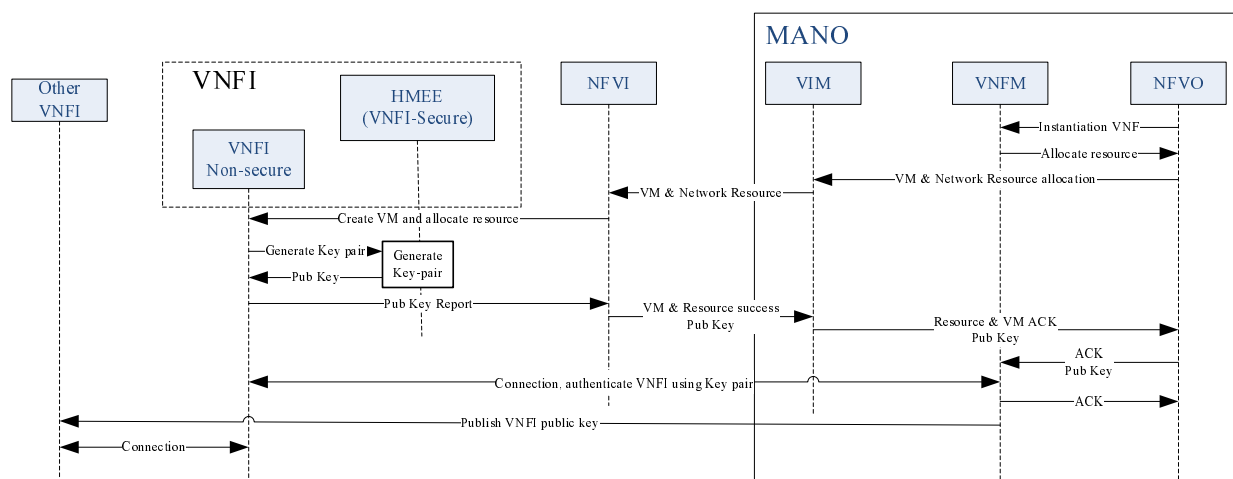 MANO
VNFI
Other
VNFI
HMEE
(VNFI-Secure)
NFVI
VIM
VNFM
NFVO
VNFI
Non-secure
Instantiation VNF
Allocate resource
VM & Network Resource allocation
VM & Network Resource
Create VM and allocate resource
Generate Key pair
Generate
Key-pair
Pub Key
Pub Key Report
VM & Resource success
Pub Key
Resource & VM ACK
Pub Key
ACK
Pub Key
Connection, authenticate VNFI using Key pair
ACK
Publish VNFI public key
Connection